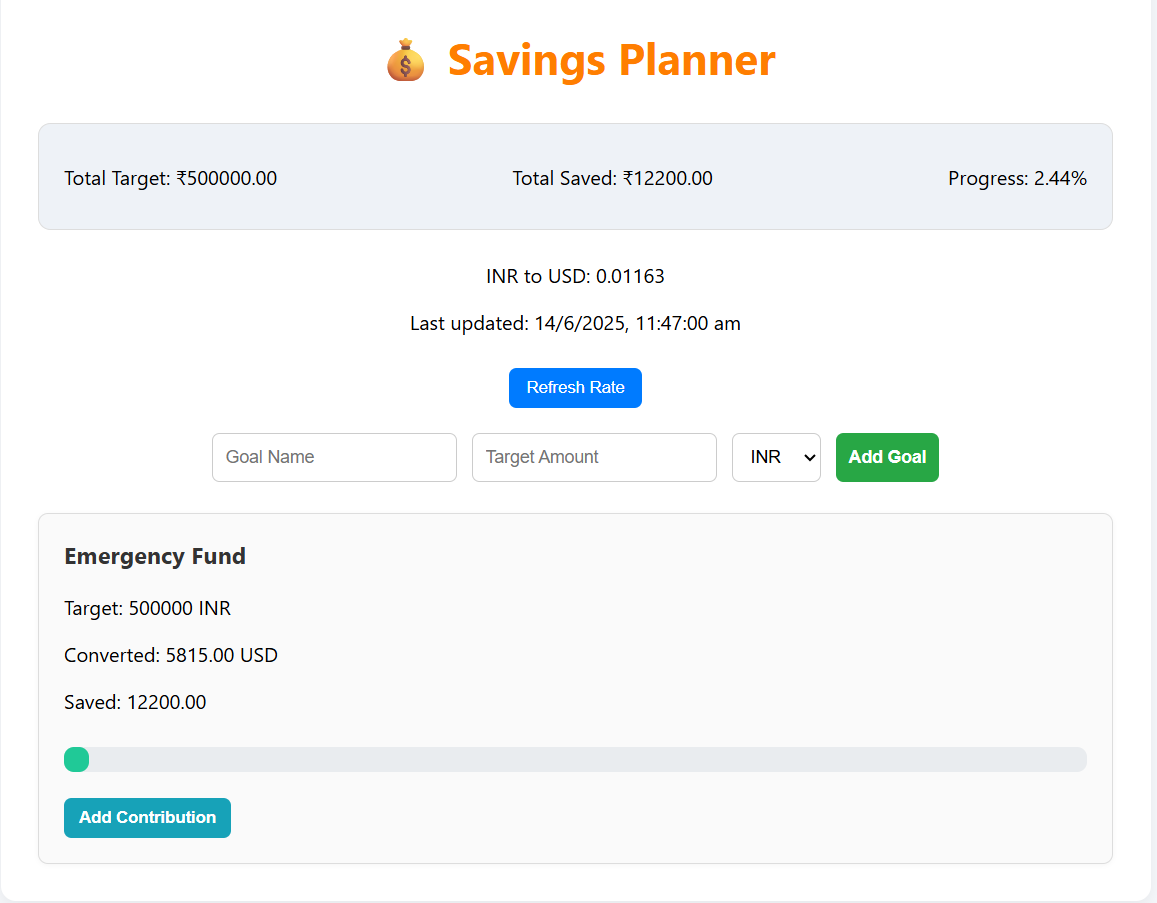 Savings Planner
Total Target: ₹500000.00 Total Saved: ₹12200.00 Progress: 2.44%
INR to USD: 0.01163
Last updated: 14/6/2025, 11:47:00 am
Refresh Rate
Goal Name Target Amount INR Add Goal
Emergency Fund
Target: 500000 INR
Converted: 5815.00 USD
Saved: 12200.00
Add Contribution